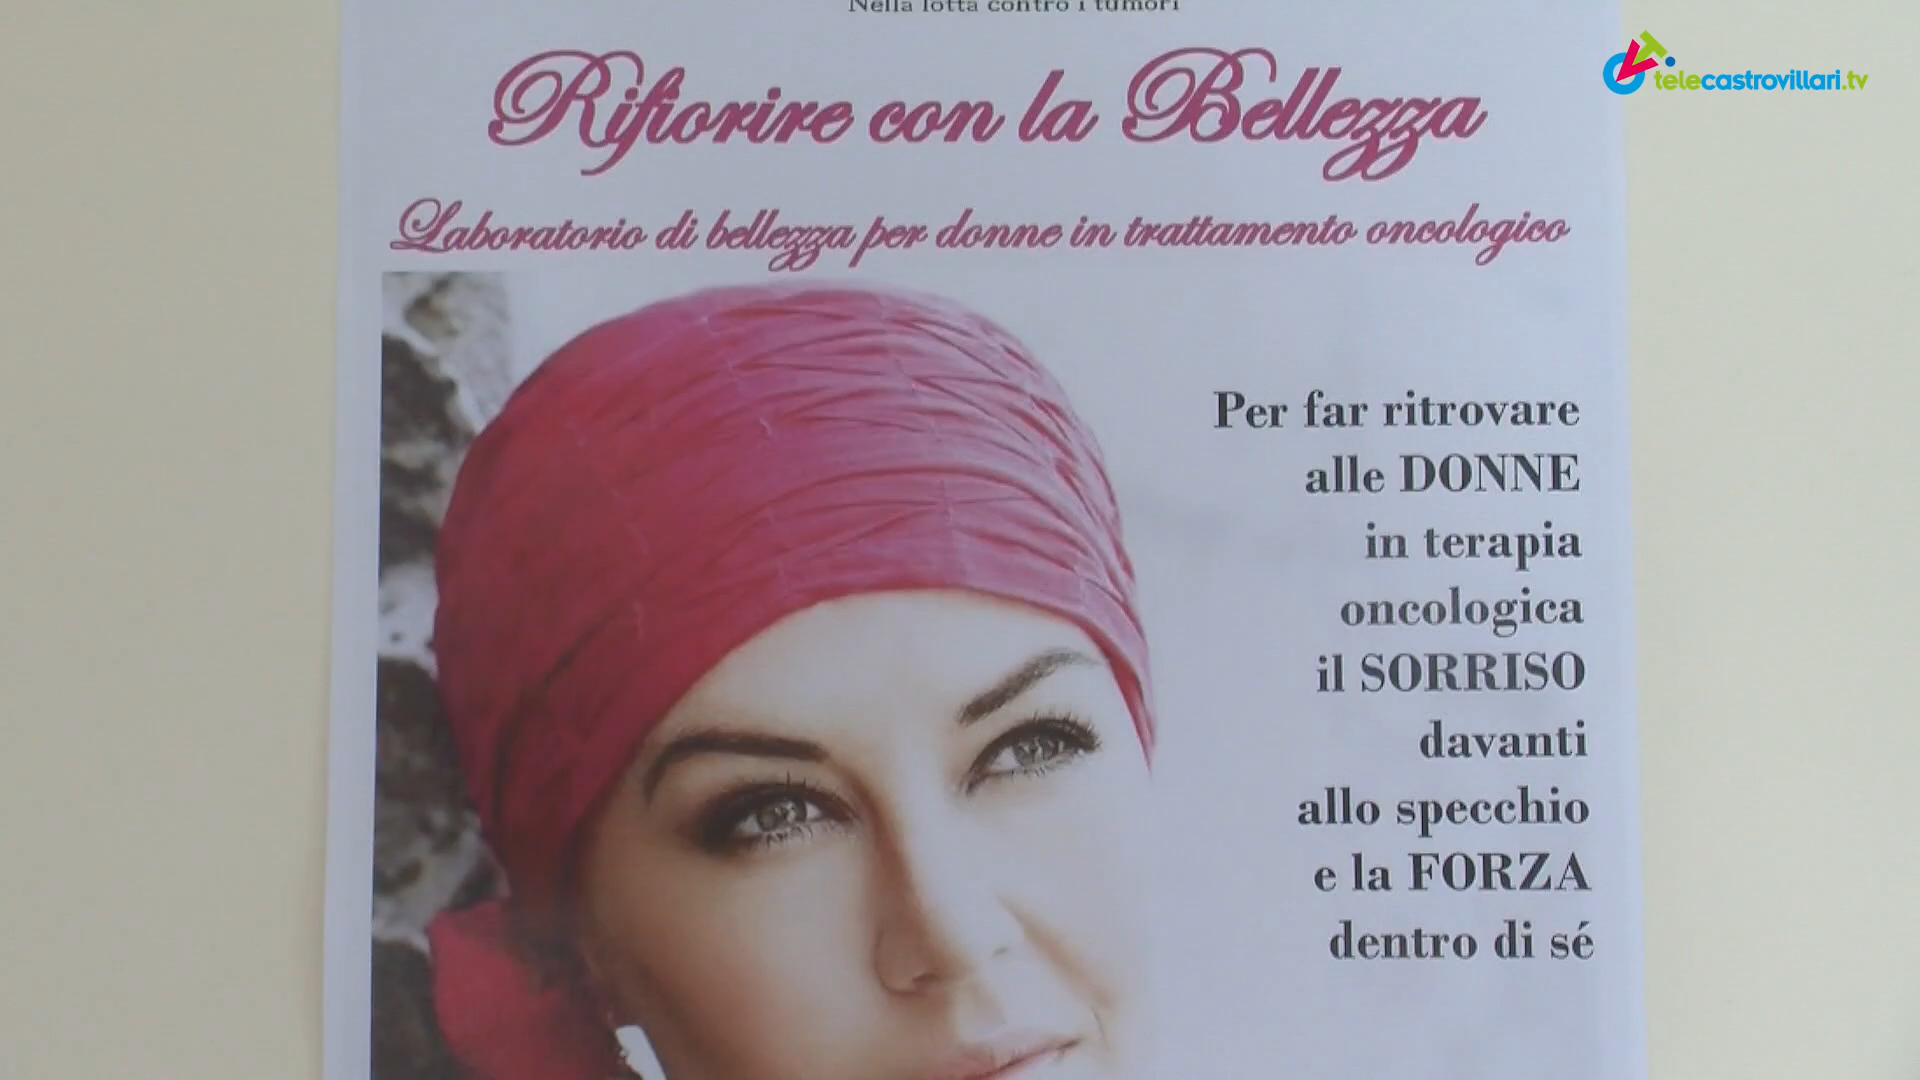 Nella lotta contro i tumori
telecastrovillari.tv
Rifiorire con la Bellezza
Laboratorio di bellezza per donne in trattamento oncologico
Per far ritrovare
alle DONNE
in terapia
oncologica
il SORRISO
davanti
allo specchio
e la FORZA
dentro di sé